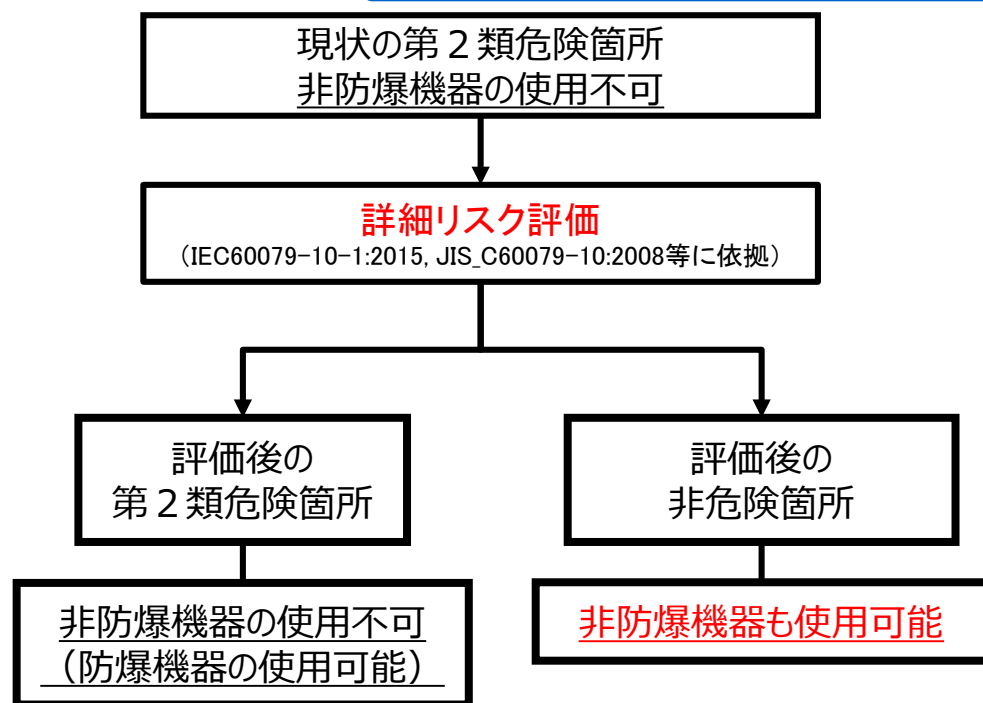 現状の第２類危険箇所
非防爆機器の使用不可
詳細リスク評価
（IEC60079-10-1:2015, JIS_C60079-10:2008等に依拠）
評価後の
第２類危険箇所
評価後の
非危険箇所
非防爆機器の使用不可
（防爆機器の使用可能）
非防爆機器も使用可能